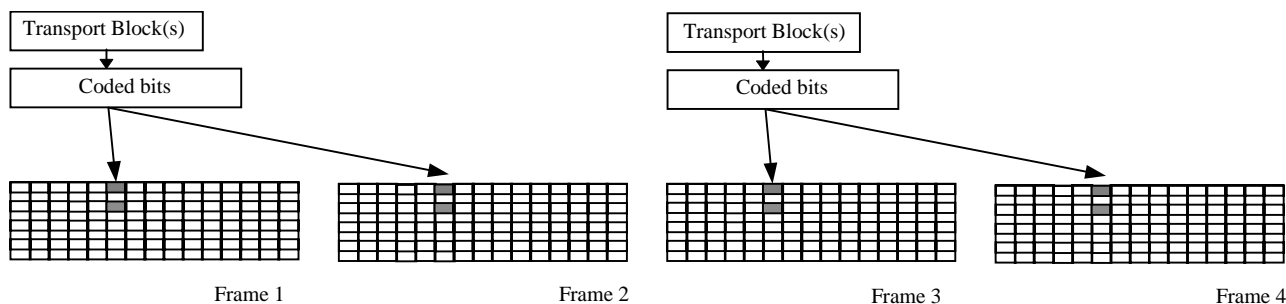 Transport Block(s)
Coded bits
Transport Block(s)
Coded bits
Frame 1
Frame 2
Frame 3
Frame 4